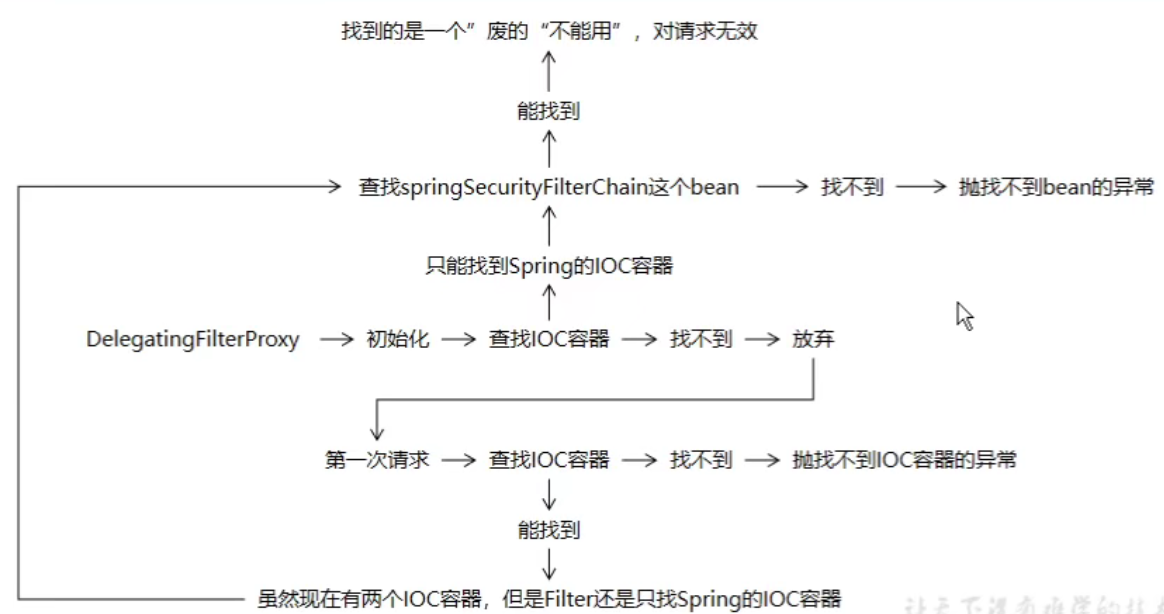 找到的是一个”废的“不能用”，对请求无效
能找到
查找springSecurityFilterChain这个bean 找不到 抛找不到bean的异常
只能找到Spring的IOC容器
DelegatingFilterProxy 初始化 查找IOC容器 找不到 放弃
第一次请求 查找IOC容器 找不到 抛找不到IOC容器的异常
能找到
虽然现在有两个IOC容器，但是Filter还是只找Spring的IOC容器